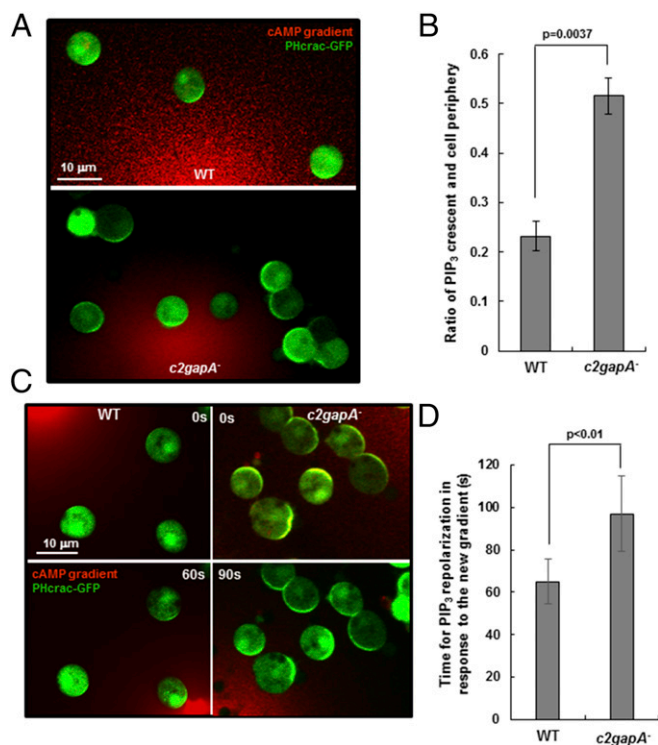 A
cAMP gradient
PHcrac-GFP
10 μm
WT
c2gapA-
B
p=0.0037
Ratio of PIP3 crescent and cell periphery
0.6
0.5
0.4
0.3
0.2
0.1
0
WT
c2gapA-
C
WT
0s
0s
c2gapA-
10 μm
cAMP gradient
PHcrac-GFP
60s
90s
D
p<0.01
Time for PIP3 repolarization in
response to the new gradient (s)
120
100
80
60
40
20
0
WT
c2gapA-